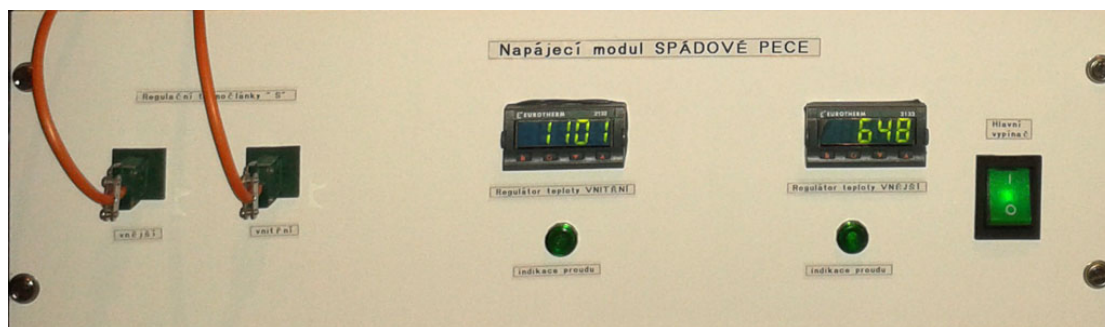 Napájecí modul SPÁDOVÉ PECE
Regulační termočlánky "S"
EUROTHERM
1101
EUROTHERM
648
Hlavní
vypínač
Regulátor teploty VNITŘNÍ
Regulátor teploty VNĚJŠÍ
vnější
vnitřní
I
O
indikace proudu
indikace proudu